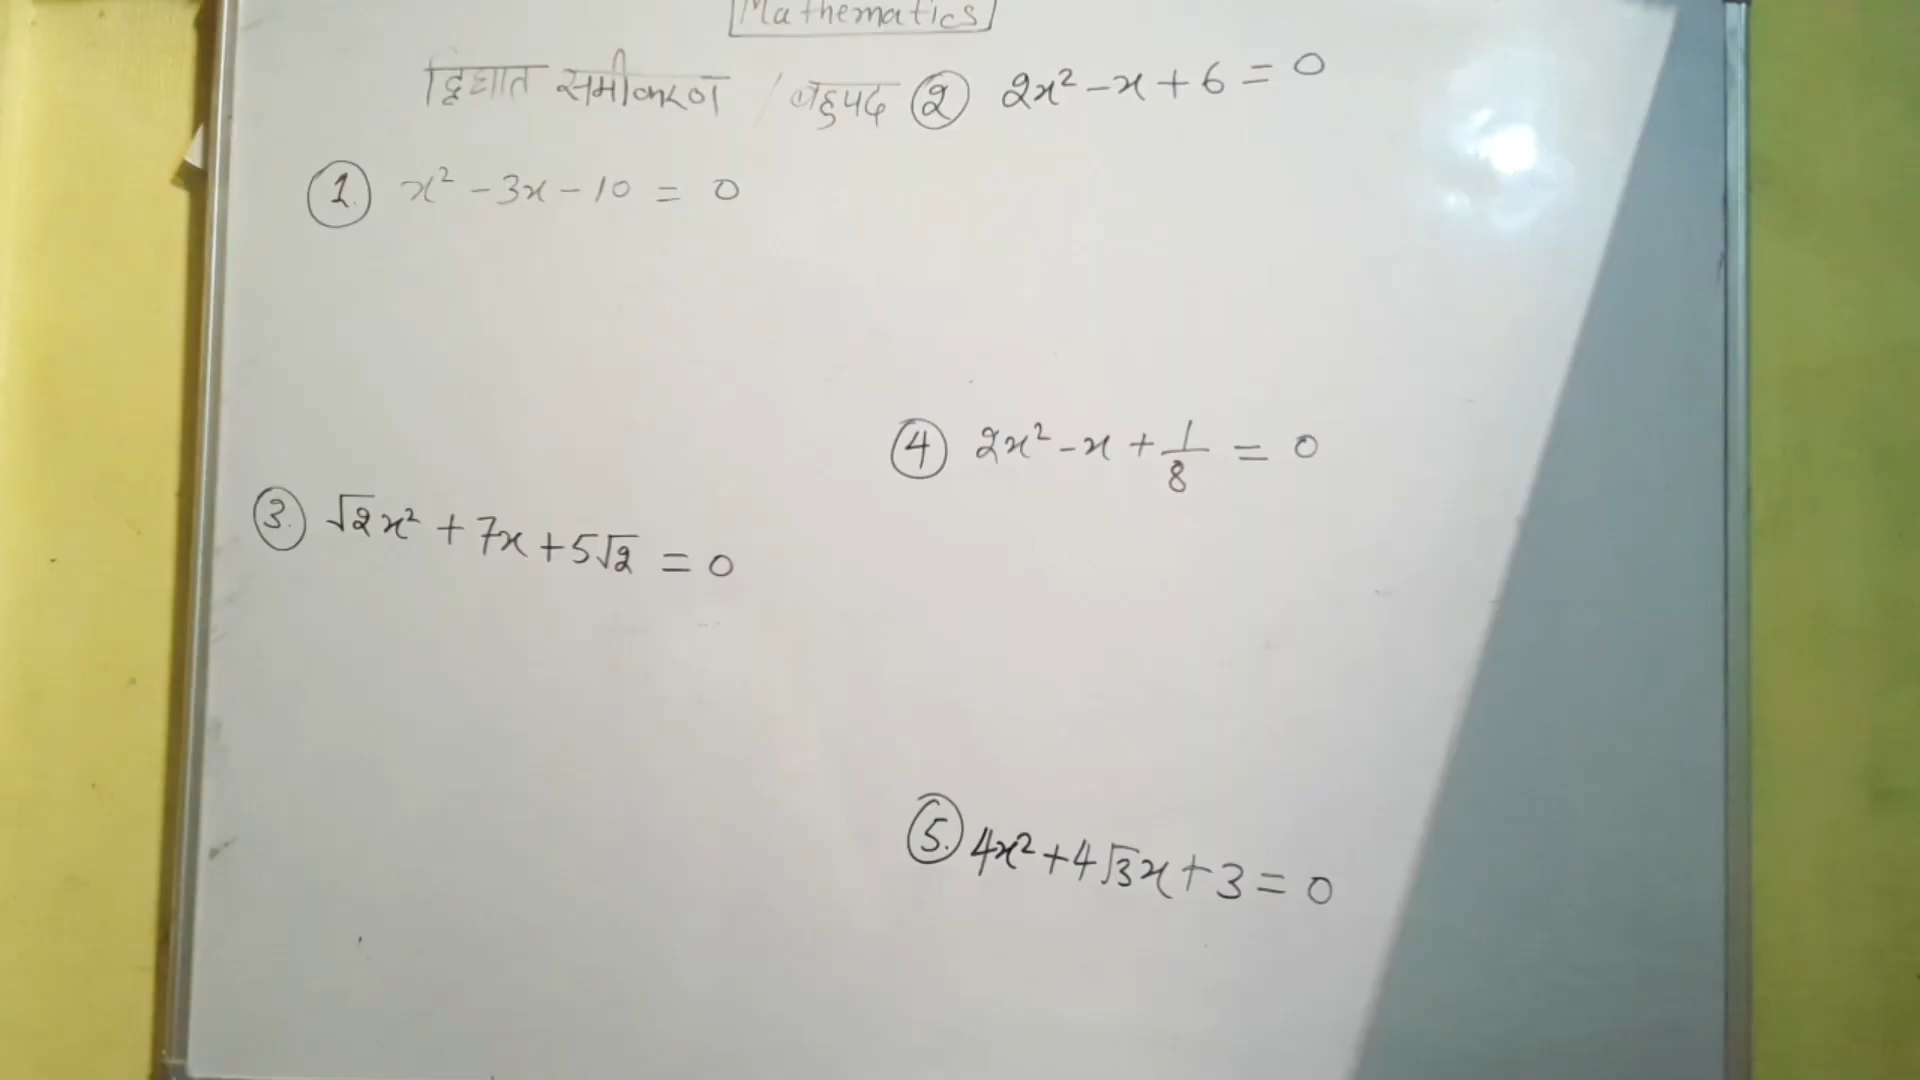 Mathematics
द्विघात समीकरण / बहुपद
① x² - 3x - 10 = 0
② 2x² - x + 6 = 0
③ √2x² + 7x + 5√2 = 0
④ 2x² - x + 1/8 = 0
⑤ 4x² + 4√3x + 3 = 0